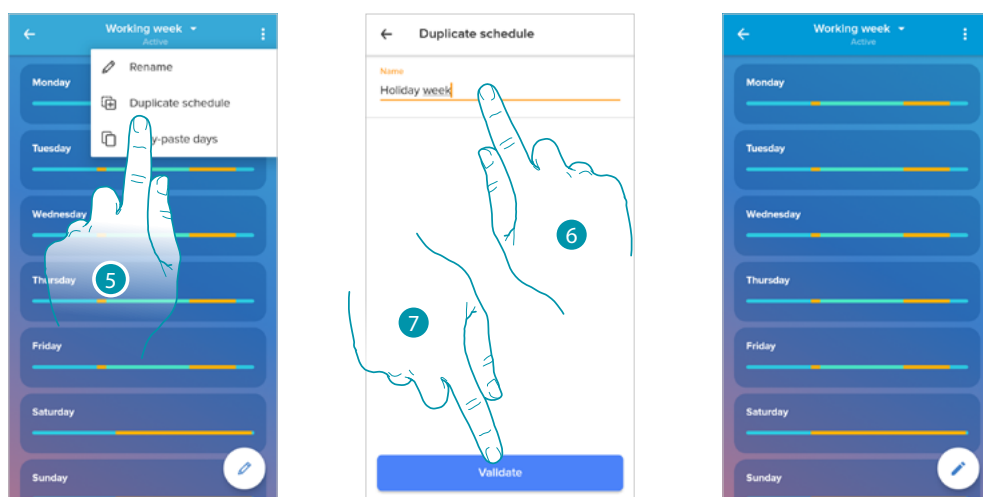 Working week
Active
Rename
Duplicate schedule
-paste days
Monday
Tuesday
Wednesday
Thursday
Friday
Saturday
Sunday
5
Duplicate schedule
Name
Holiday week
6
7
Validate
Working week
Active
Monday
Tuesday
Wednesday
Thursday
Friday
Saturday
Sunday